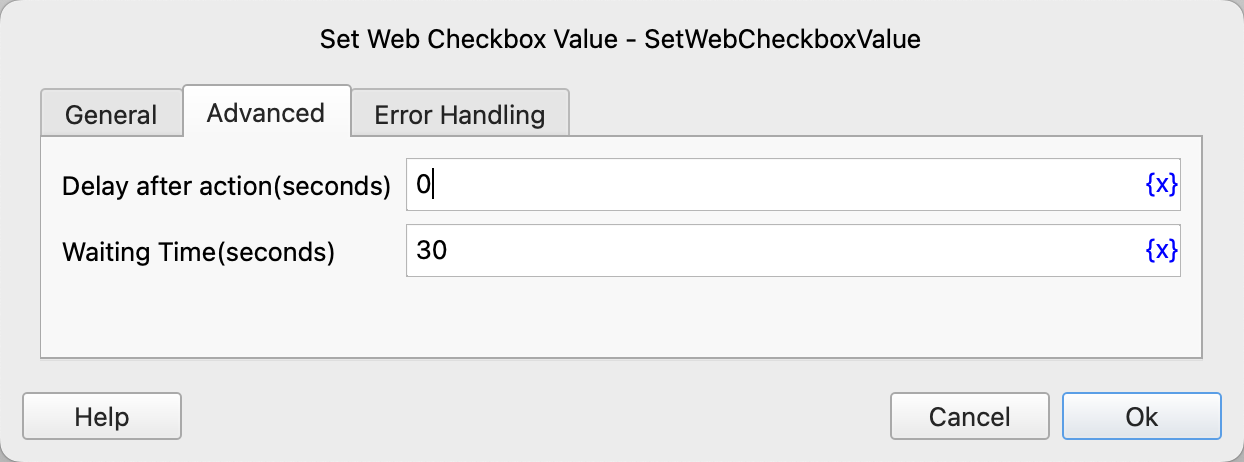 Set Web Checkbox Value - SetWebCheckboxValue
General Advanced Error Handling
Delay after action(seconds) 0 {x}
Waiting Time(seconds) 30 {x}
Help Cancel Ok